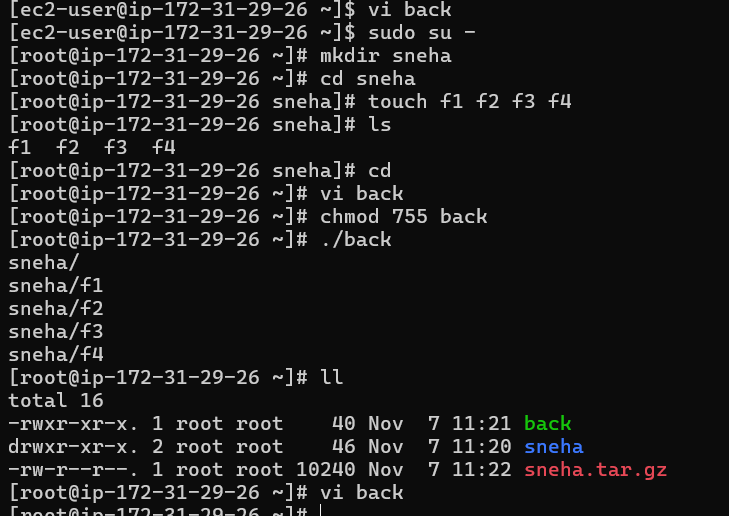 [ec2-user@ip-172-31-29-26 ~]$ vi back
[ec2-user@ip-172-31-29-26 ~]$ sudo su -
[root@ip-172-31-29-26 ~]# mkdir sneha
[root@ip-172-31-29-26 ~]# cd sneha
[root@ip-172-31-29-26 sneha]# touch f1 f2 f3 f4
[root@ip-172-31-29-26 sneha]# ls
f1  f2  f3  f4
[root@ip-172-31-29-26 sneha]# cd
[root@ip-172-31-29-26 ~]# vi back
[root@ip-172-31-29-26 ~]# chmod 755 back
[root@ip-172-31-29-26 ~]# ./back
sneha/
sneha/f1
sneha/f2
sneha/f3
sneha/f4
[root@ip-172-31-29-26 ~]# ll
total 16
-rwxr-xr-x. 1 root root    40 Nov  7 11:21 back
drwxr-xr-x. 2 root root    46 Nov  7 11:20 sneha
-rw-r--r--. 1 root root 10240 Nov  7 11:22 sneha.tar.gz
[root@ip-172-31-29-26 ~]# vi back
[root@ip-172-31-29-26 ~]#